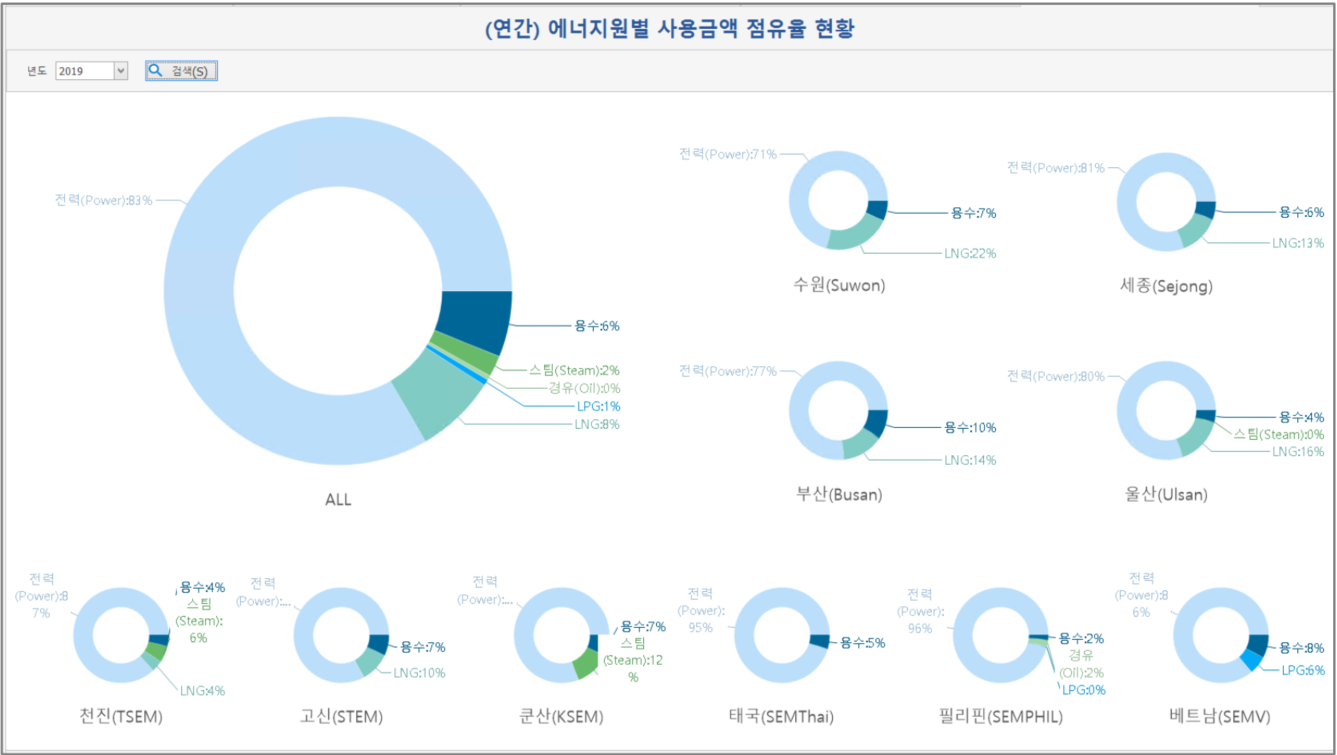 (연간) 에너지원별 사용금액 점유율 현황
년도 2019 검색(S)
전력(Power):83%
용수:6%
스팀(Steam):2%
경유(Oil):0%
LPG:1%
LNG:8%
ALL
전력(Power):71%
용수:7%
LNG:22%
수원(Suwon)
전력(Power):81%
용수:6%
LNG:13%
세종(Sejong)
전력(Power):77%
용수:10%
LNG:14%
부산(Busan)
전력(Power):80%
용수:4%
스팀(Steam):0%
LNG:16%
울산(Ulsan)
전력
(Power):8
7%
용수:4%
스팀
(Steam):
6%
LNG:4%
천진(TSEM)
전력
(Power):...
용수:7%
LNG:10%
고신(STEM)
전력
(Power):...
용수:7%
스팀
(Steam):12
%
쿤산(KSEM)
전력
(Power):
95%
용수:5%
태국(SEMThai)
전력
(Power):
96%
용수:2%
경유
(Oil):2%
LPG:0%
필리핀(SEMPHIL)
전력
(Power):8
6%
용수:8%
LPG:6%
베트남(SEMV)